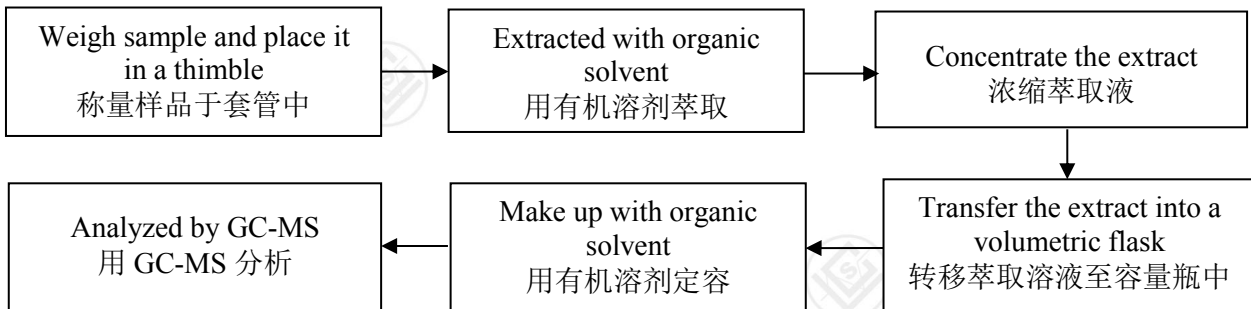 Weigh sample and place it
in a thimble
称量样品于套管中
Extracted with organic
solvent
用有机溶剂萃取
Concentrate the extract
浓缩萃取液
Transfer the extract into a
volumetric flask
转移萃取溶液至容量瓶中
Make up with organic
solvent
用有机溶剂定容
Analyzed by GC-MS
用 GC-MS 分析